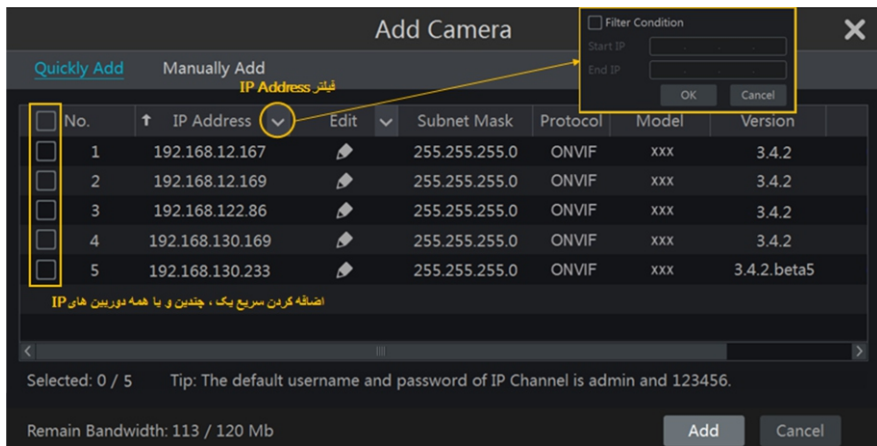 Add Camera
Filter Condition
Start IP
End IP
OK Cancel
Quickly Add Manually Add
فیلتر IP Address
No. IP Address Edit Subnet Mask Protocol Model Version
1 192.168.12.167 255.255.255.0 ONVIF xxx 3.4.2
2 192.168.12.169 255.255.255.0 ONVIF xxx 3.4.2
3 192.168.122.86 255.255.255.0 ONVIF xxx 3.4.2
4 192.168.130.169 255.255.255.0 ONVIF xxx 3.4.2
5 192.168.130.233 255.255.255.0 ONVIF xxx 3.4.2.beta5
اضافه کردن سریع یک ، چندین و یا همه دوربین های IP
Selected: 0 / 5 Tip: The default username and password of IP Channel is admin and 123456.
Remain Bandwidth: 113 / 120 Mb Add Cancel